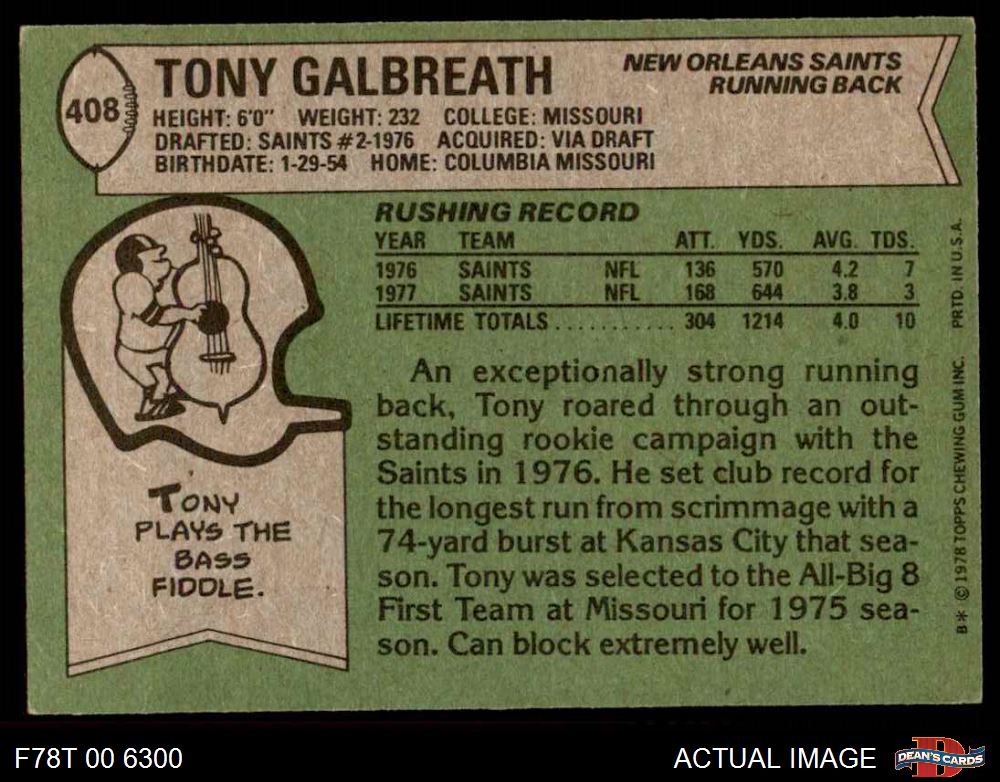 408
TONY GALBREATH
NEW ORLEANS SAINTS
RUNNING BACK
HEIGHT: 6'0" WEIGHT: 232 COLLEGE: MISSOURI
DRAFTED: SAINTS #2-1976 ACQUIRED: VIA DRAFT
BIRTHDATE: 1-29-54 HOME: COLUMBIA MISSOURI
RUSHING RECORD
YEAR TEAM ATT. YDS. AVG. TDS.
1976 SAINTS NFL 136 570 4.2 7
1977 SAINTS NFL 168 644 3.8 3
LIFETIME TOTALS........... 304 1214 4.0 10
An exceptionally strong running
back, Tony roared through an out-
standing rookie campaign with the
Saints in 1976. He set club record for
the longest run from scrimmage with a
74-yard burst at Kansas City that sea-
son. Tony was selected to the All-Big 8
First Team at Missouri for 1975 sea-
son. Can block extremely well.
TONY
PLAYS THE
BASS
FIDDLE.
B* © 1978 TOPPS CHEWING GUM INC. PRTD. IN U.S.A.
F78T 00 6300
ACTUAL IMAGE
D
DEAN'S CARDS